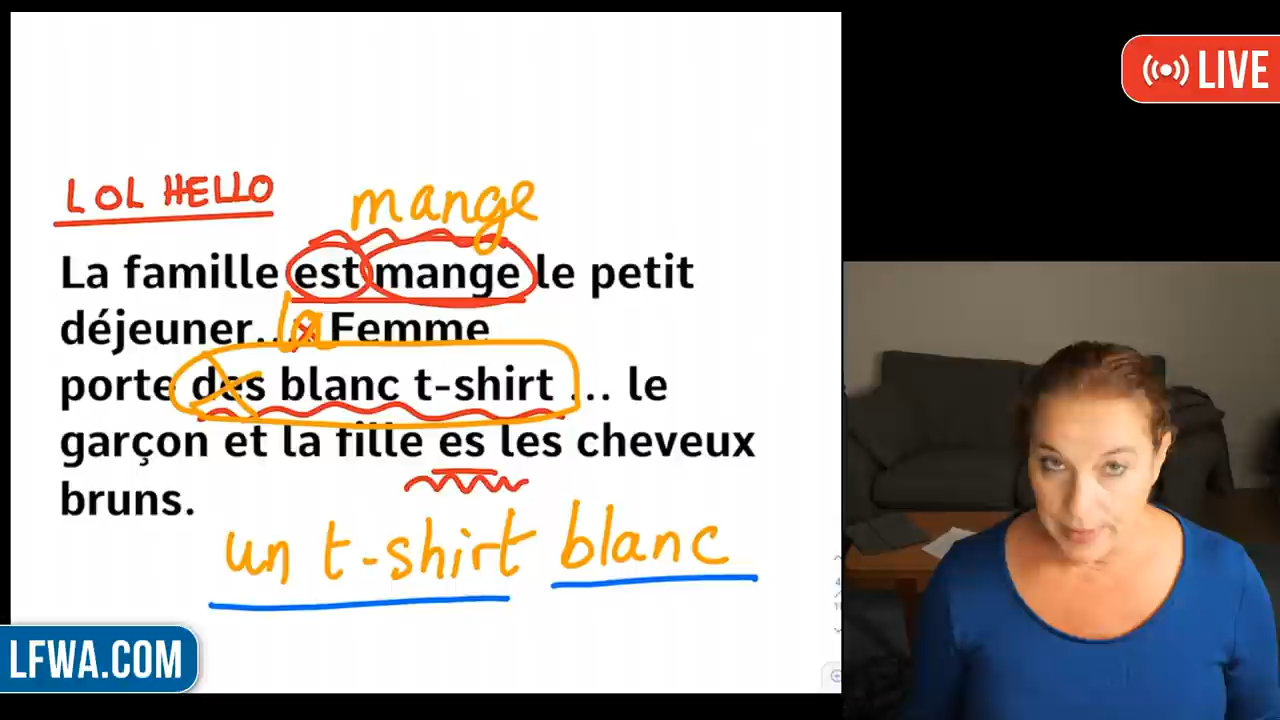 LIVE
LOL HELLO
mange
La famille est mange le petit
la
déjeuner... Femme
porte des blanc t-shirt ... le
garçon et la fille es les cheveux
bruns.
un t-shirt blanc
LFWA.COM